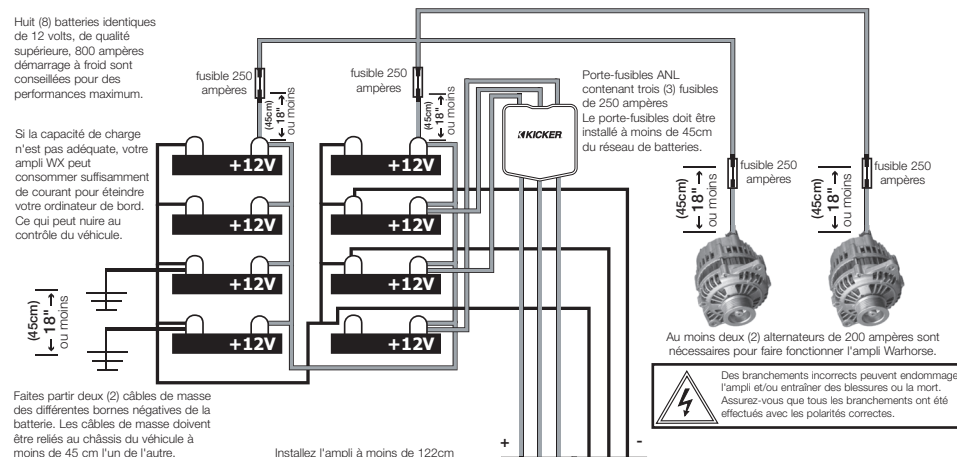 Huit (8) batteries identiques
de 12 volts, de qualité
supérieure, 800 ampères
démarrage à froid sont
conseillées pour des
performances maximum.
Si la capacité de charge
n'est pas adéquate, votre
ampli WX peut
consommer suffisamment
de courant pour éteindre
votre ordinateur de bord.
Ce qui peut nuire au
contrôle du véhicule.
(45cm)
18"
ou moins
Faites partir deux (2) câbles de masse
des différentes bornes négatives de la
batterie. Les câbles de masse doivent
être reliés au châssis du véhicule à
moins de 45 cm l'un de l'autre.
fusible 250
ampères
(45cm)
18"
ou moins
fusible 250
ampères
(45cm)
18"
ou moins
+12V
+12V
+12V
+12V
+12V
+12V
+12V
+12V
Porte-fusibles ANL
contenant trois (3) fusibles
de 250 ampères
Le porte-fusibles doit être
installé à moins de 45cm
du réseau de batteries.
KICKER
fusible 250
ampères
(45cm)
18"
ou moins
fusible 250
ampères
(45cm)
18"
ou moins
Au moins deux (2) alternateurs de 200 ampères sont
nécessaires pour faire fonctionner l'ampli Warhorse.
Des branchements incorrects peuvent endommage
l'ampli et/ou entraîner des blessures ou la mort.
Assurez-vous que tous les branchements ont été
effectués avec les polarités correctes.
Installez l'ampli à moins de 122cm
+
-